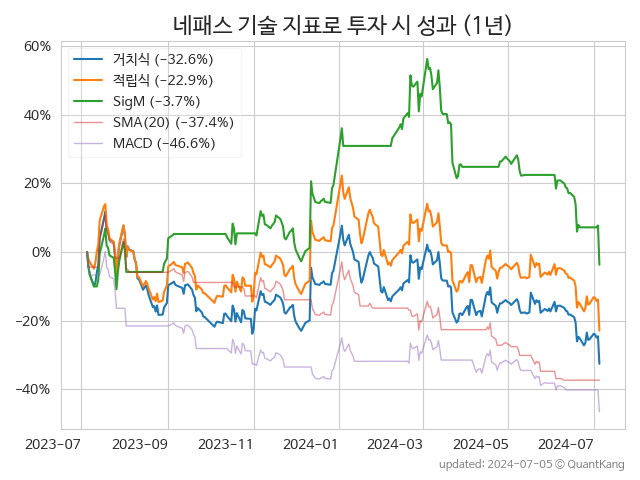 네패스 기술 지표로 투자 시 성과 (1년)
60%
40%
20%
0%
−20%
−40%
거치식 (−32.6%)
적립식 (−22.9%)
SigM (−3.7%)
SMA(20) (−37.4%)
MACD (−46.6%)
2023−07 2023−09 2023−11 2024−01 2024−03 2024−05 2024−07
updated: 2024-07-05 © QuantKang